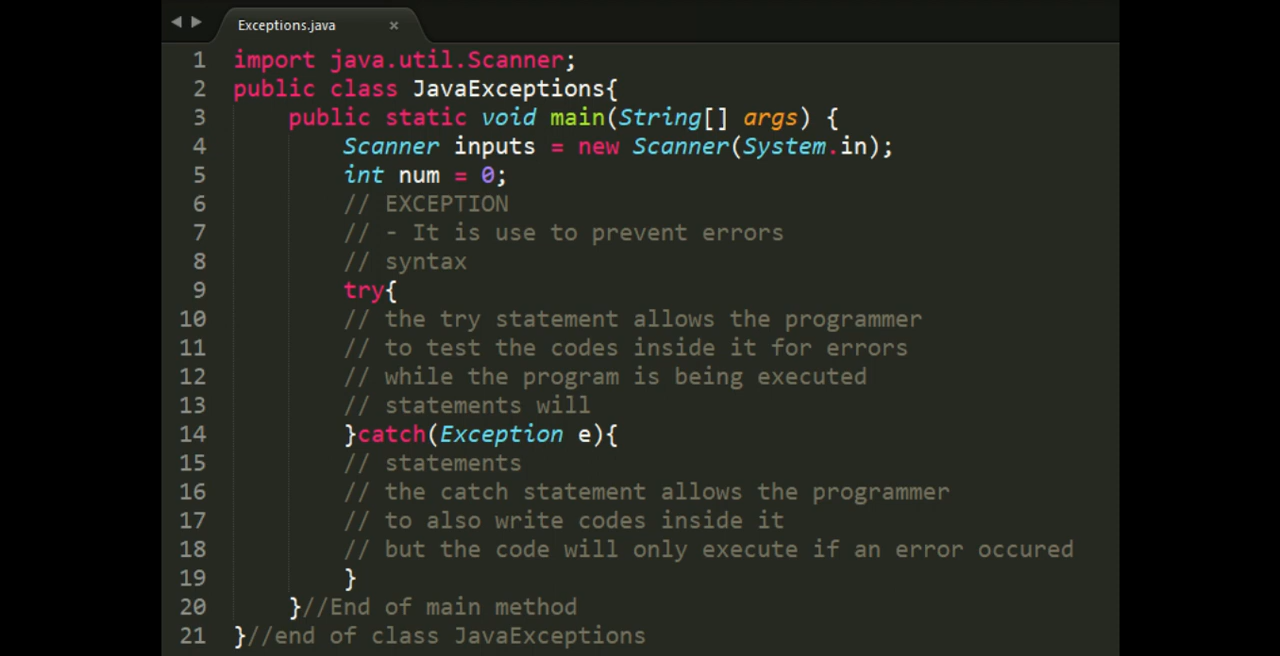 Exceptions.java ×
1 import java.util.Scanner;
2 public class JavaExceptions{
3 public static void main(String[] args) {
4 Scanner inputs = new Scanner(System.in);
5 int num = 0;
6 // EXCEPTION
7 // - It is use to prevent errors
8 // syntax
9 try{
10 // the try statement allows the programmer
11 // to test the codes inside it for errors
12 // while the program is being executed
13 // statements will
14 }catch(Exception e){
15 // statements
16 // the catch statement allows the programmer
17 // to also write codes inside it
18 // but the code will only execute if an error occured
19 }
20 }//End of main method
21 }//end of class JavaExceptions